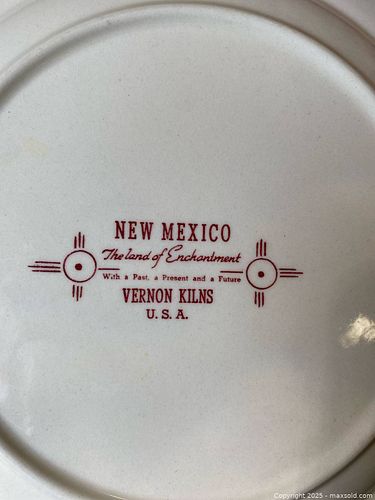 NEW MEXICO
The land of Enchantment
With a Past, a Present and a Future
VERNON KILNS
U. S. A.
Copyright 2025 - maxsold.com